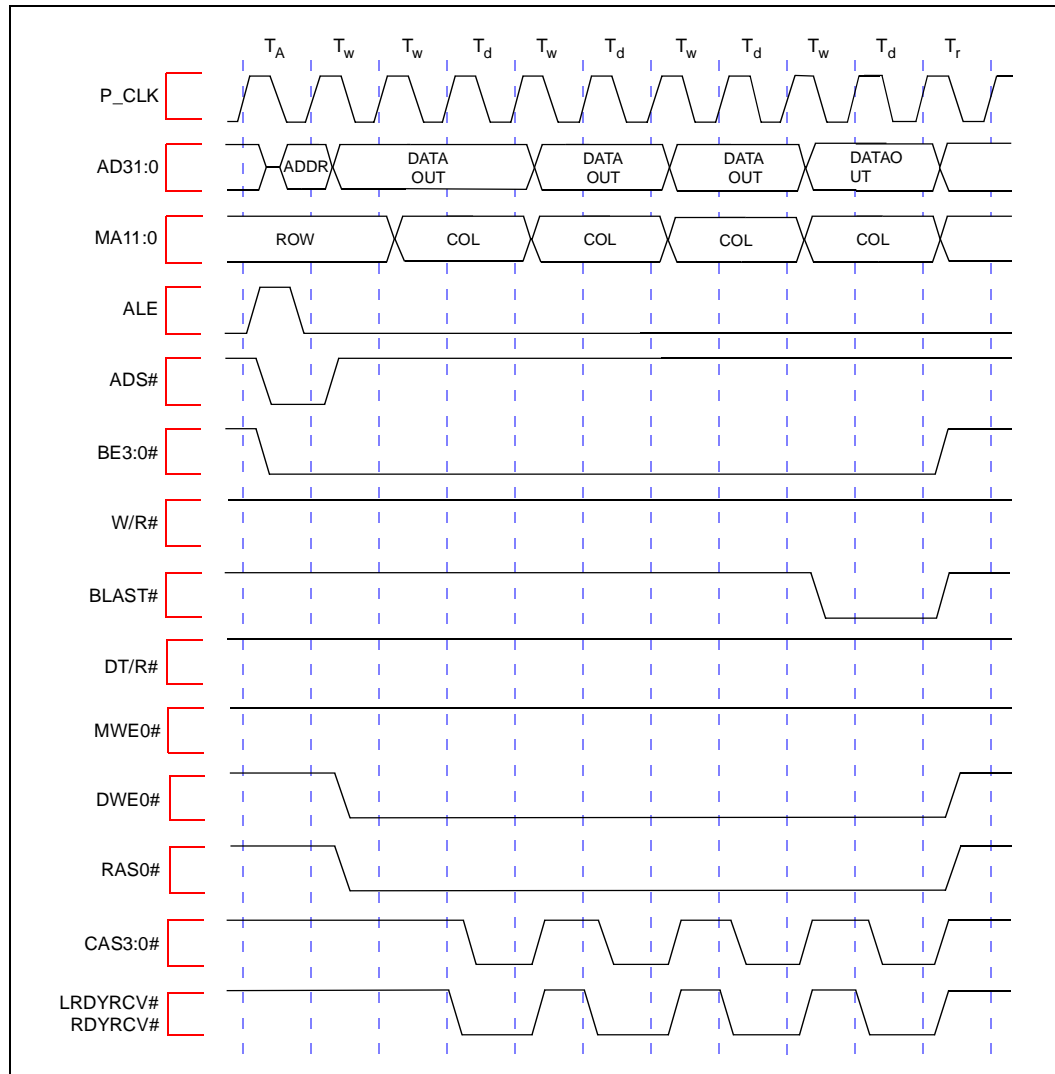 TA Tw Tw Td Tw Td Tw Td Tw Td Tr
P_CLK
AD31:0
ADDR
DATA
OUT
DATA
OUT
DATA
OUT
DATAO
UT
MA11:0
ROW COL COL COL COL
ALE
ADS#
BE3:0#
W/R#
BLAST#
DT/R#
MWE0#
DWE0#
RAS0#
CAS3:0#
LRDYRCV#
RDYRCV#